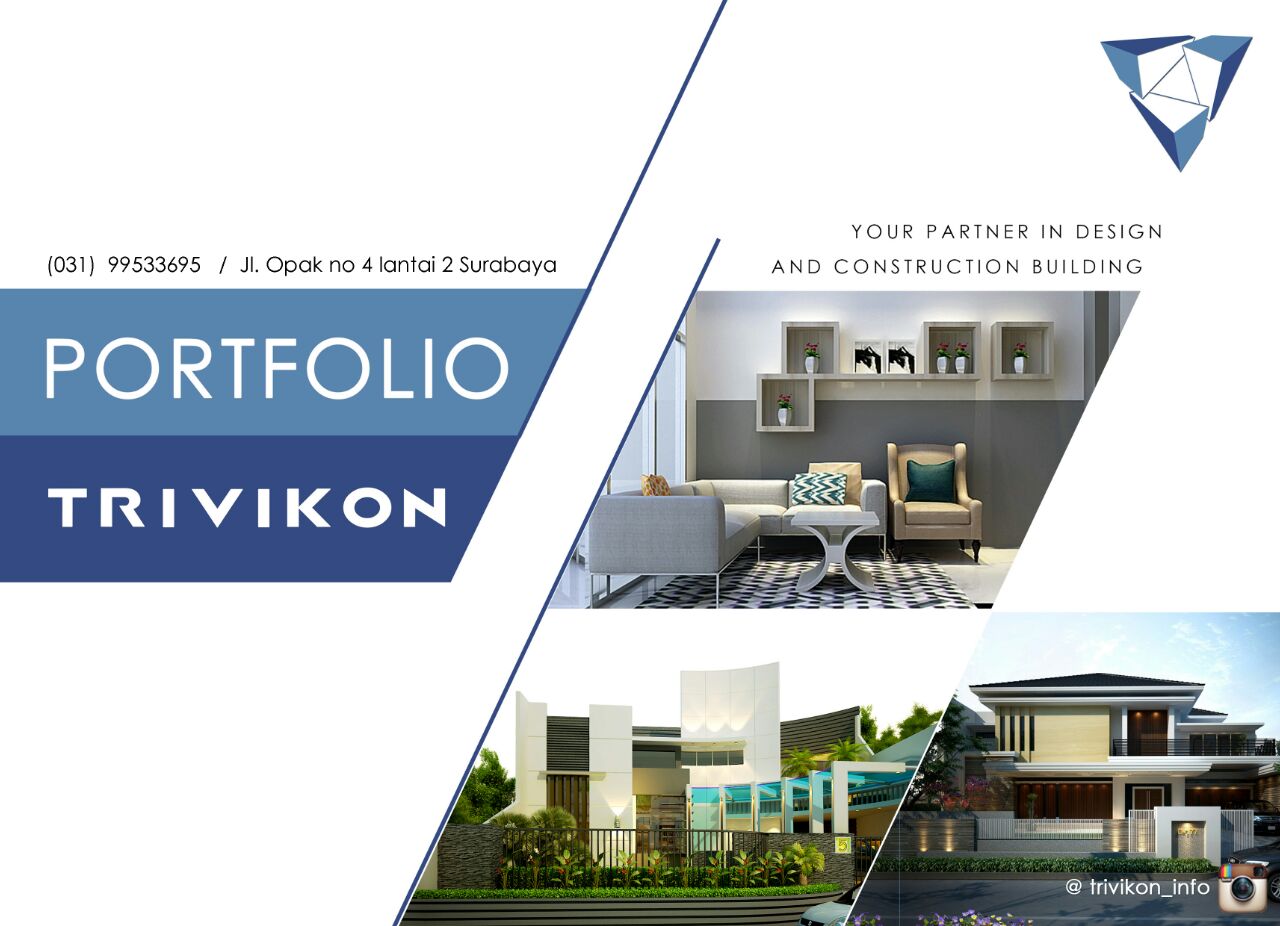 YOUR PARTNER IN DESIGN
AND CONSTRUCTION BUILDING
(031) 99533695 / Jl. Opak no 4 lantai 2 Surabaya
PORTFOLIO
TRIVIKON
5
@ trivikon_info